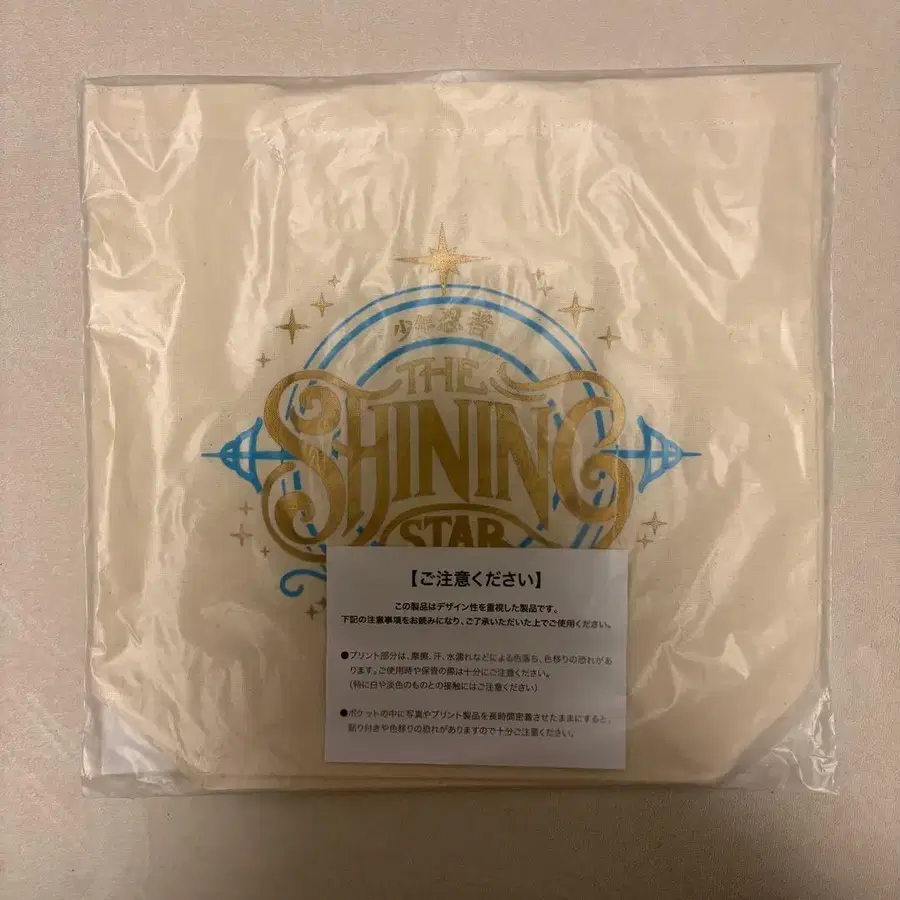 少年忍者
THE
SHINING
STAR
【ご注意ください】
この製品はデザイン性を重視した製品です。
下記の注意事項をお読みになり、ご了承いただいた上でご使用ください。
●プリント部分は、摩擦、汗、水濡れなどによる色落ち、色移りの恐れがあ
ります。ご使用時や保管の際は十分にご注意ください。
(特に白や淡色のものとの接触にはご注意ください)
●ポケットの中に写真やプリント製品を長時間密着させたままにすると、
貼り付きや色移りの恐れがありますので十分ご注意ください。